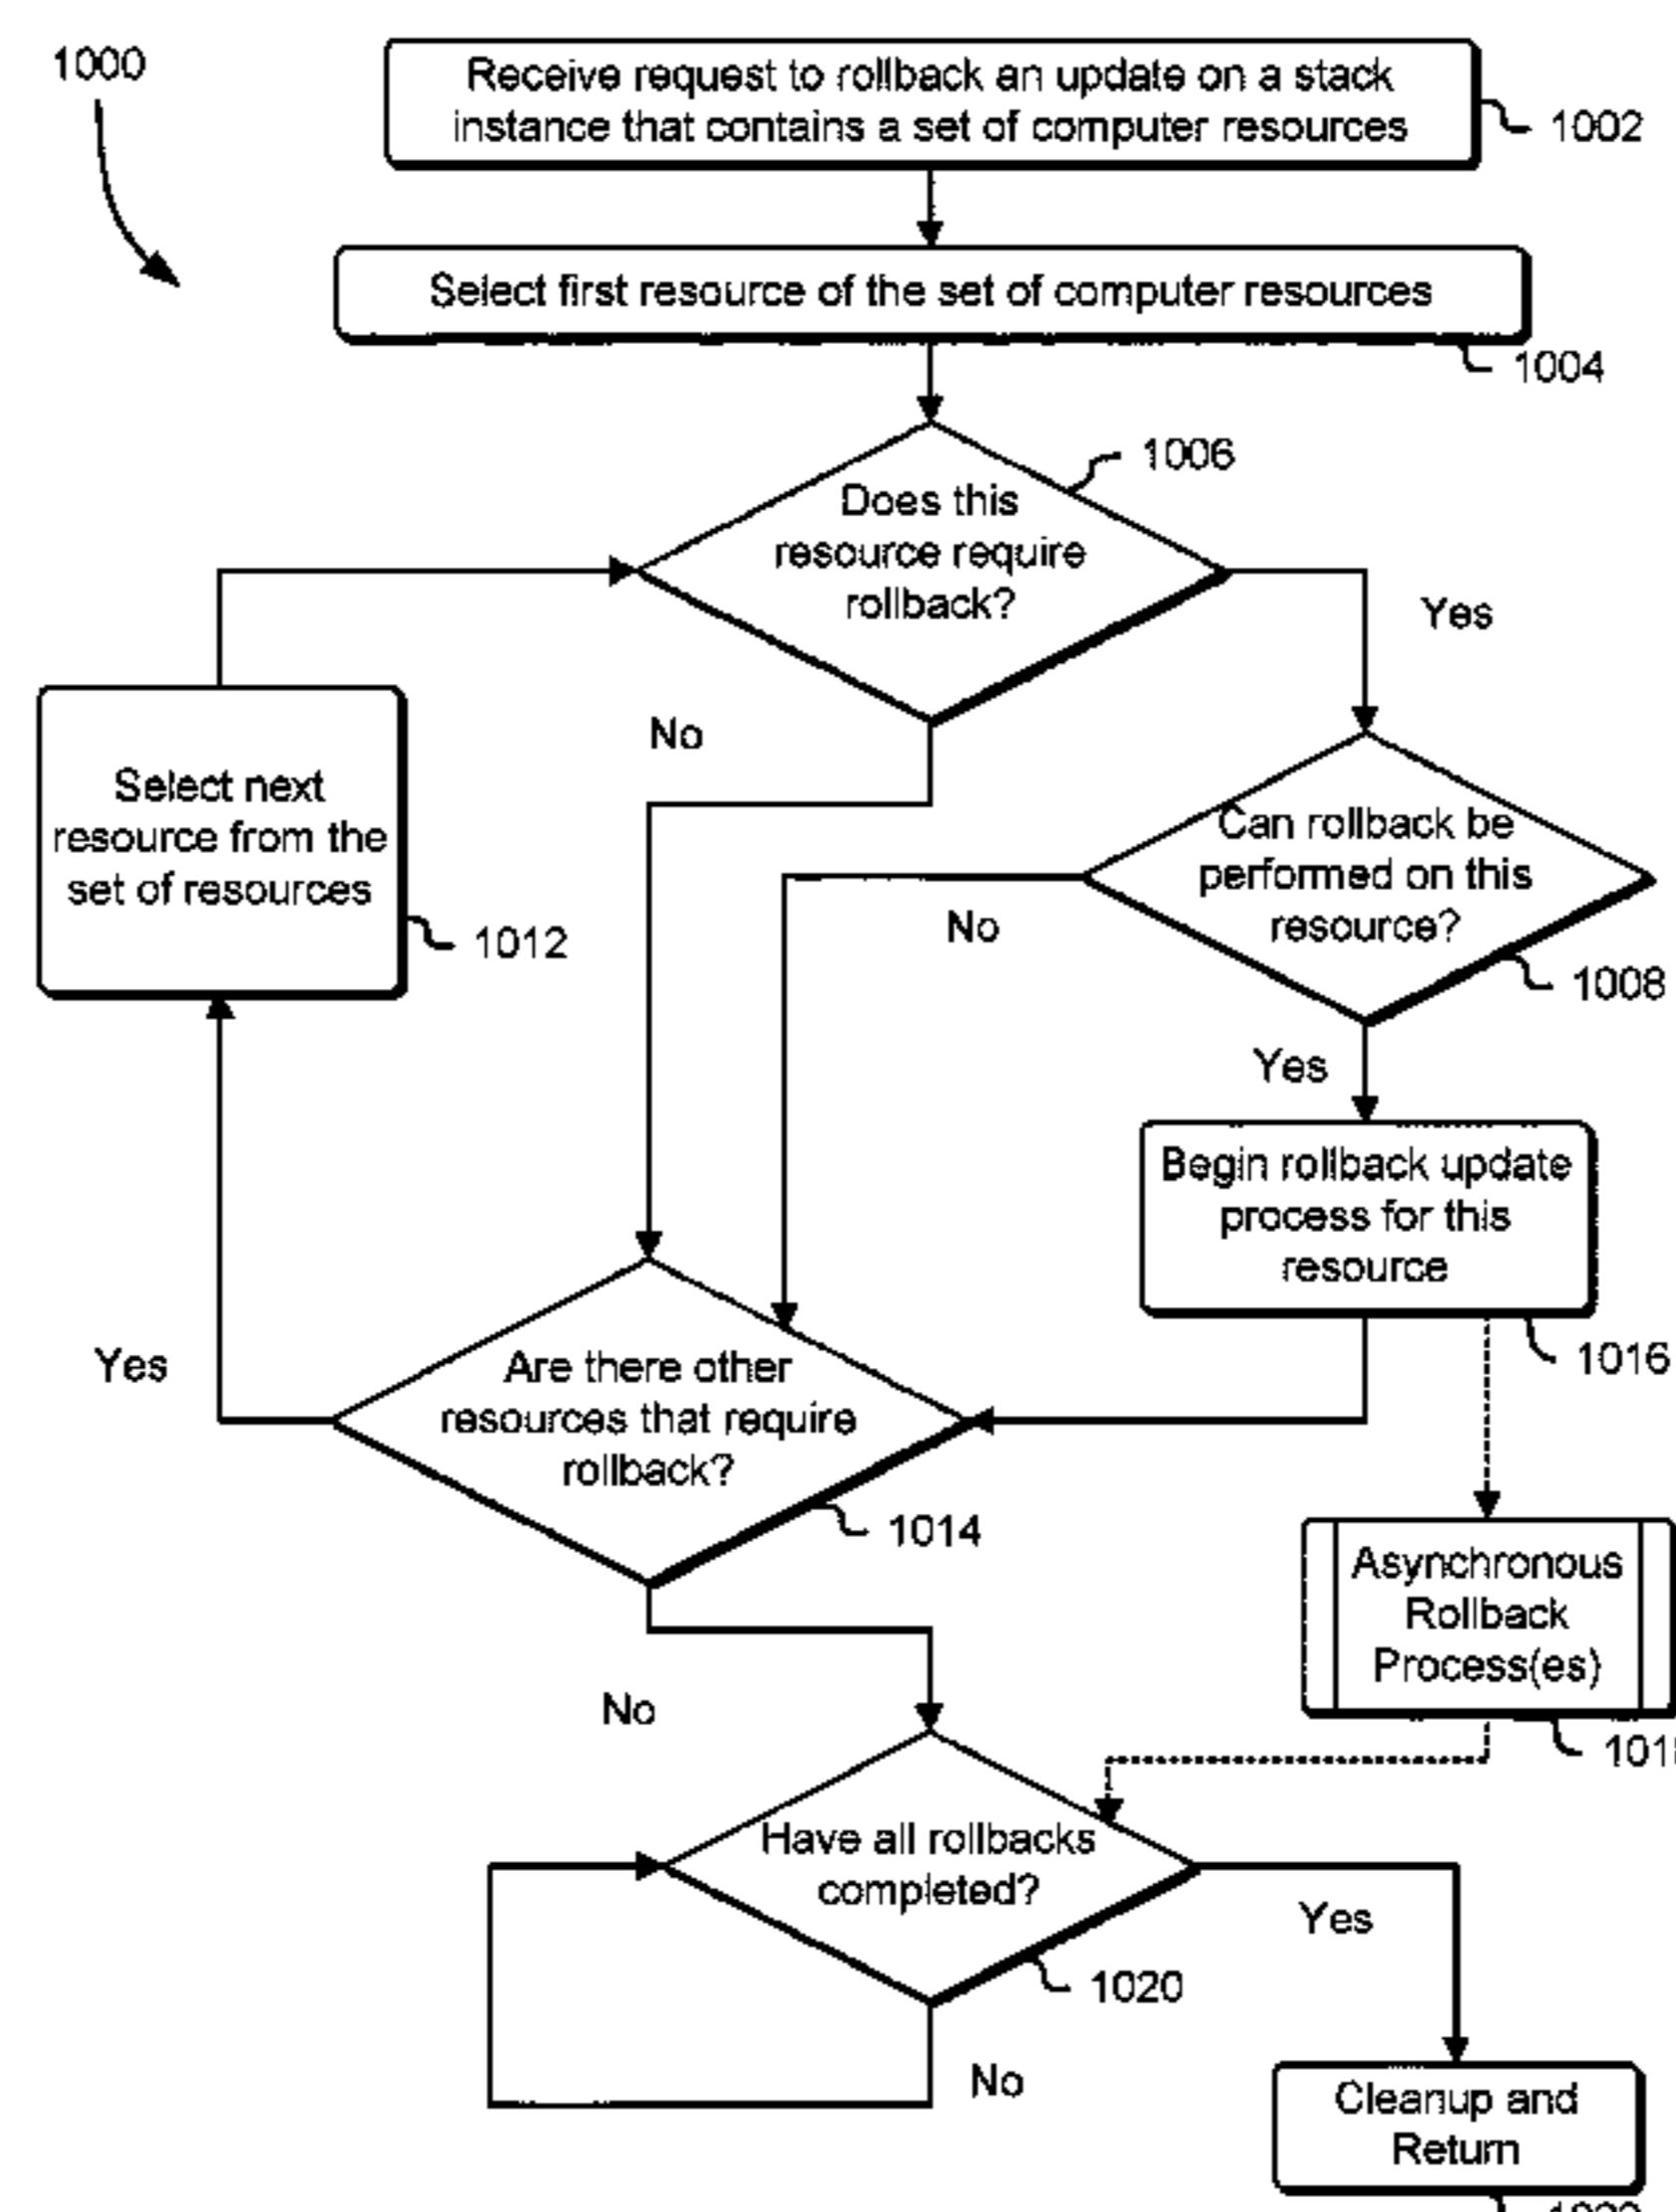 1000
Receive request to rollback an update on a stack
instance that contains a set of computer resources
1002
Select first resource of the set of computer resources
1004
1006
Does this
resource require
rollback?
Yes
No
Select next
resource from the
set of resources
1012
Can rollback be
performed on this
resource?
No
1008
Yes
Begin rollback update
process for this
resource
1016
Yes
Are there other
resources that require
rollback?
1014
Asynchronous
Rollback
Process(es)
No
Have all rollbacks
completed?
Yes
1020
No
Cleanup and
Return